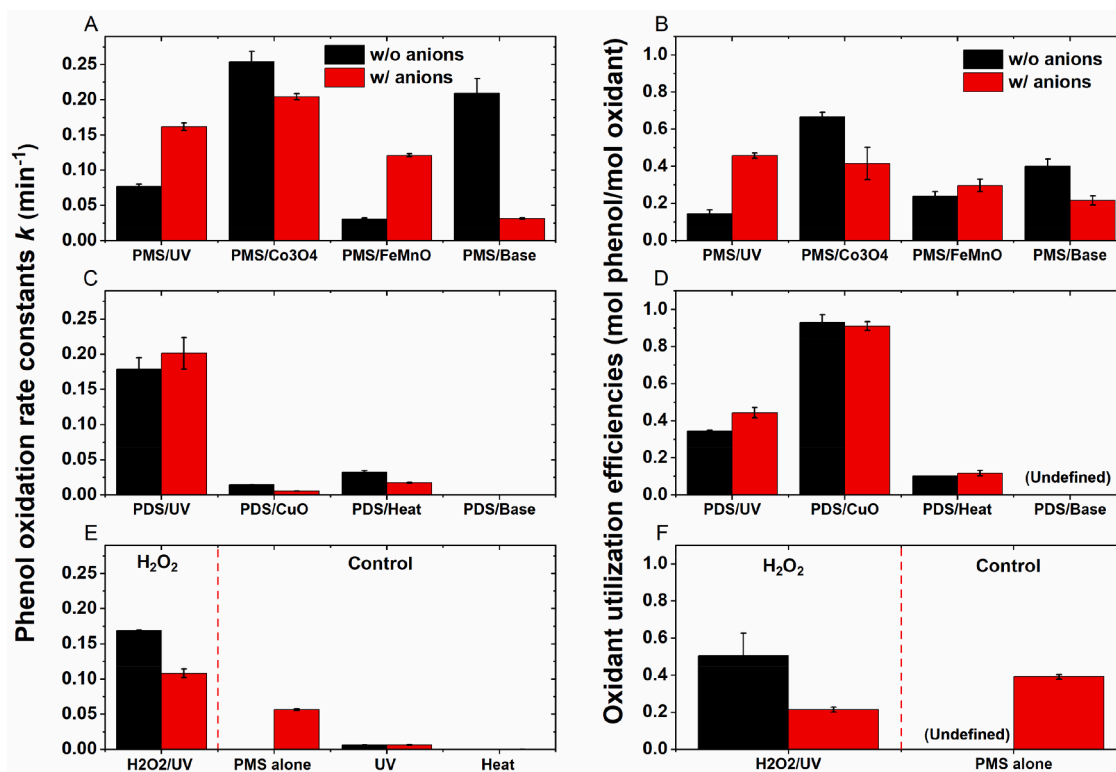 A
B
Phenol oxidation rate constants k (min⁻¹)
Oxidant utilization efficiencies (mol phenol/mol oxidant)
w/o anions
w/ anions
w/o anions
w/ anions
0.25
0.20
0.15
0.10
0.05
0.00
PMS/UV PMS/Co3O4 PMS/FeMnO PMS/Base
1.0
0.8
0.6
0.4
0.2
0.0
PMS/UV PMS/Co3O4 PMS/FeMnO PMS/Base
C
0.25
0.20
0.15
0.10
0.05
0.00
PDS/UV PDS/CuO PDS/Heat PDS/Base
D
1.0
0.8
0.6
0.4
0.2
0.0
(Undefined)
PDS/UV PDS/CuO PDS/Heat PDS/Base
E
H₂O₂ Control
0.25
0.20
0.15
0.10
0.05
0.00
H2O2/UV PMS alone UV Heat
F
H₂O₂ Control
1.0
0.8
0.6
0.4
0.2
0.0
(Undefined)
H2O2/UV PMS alone